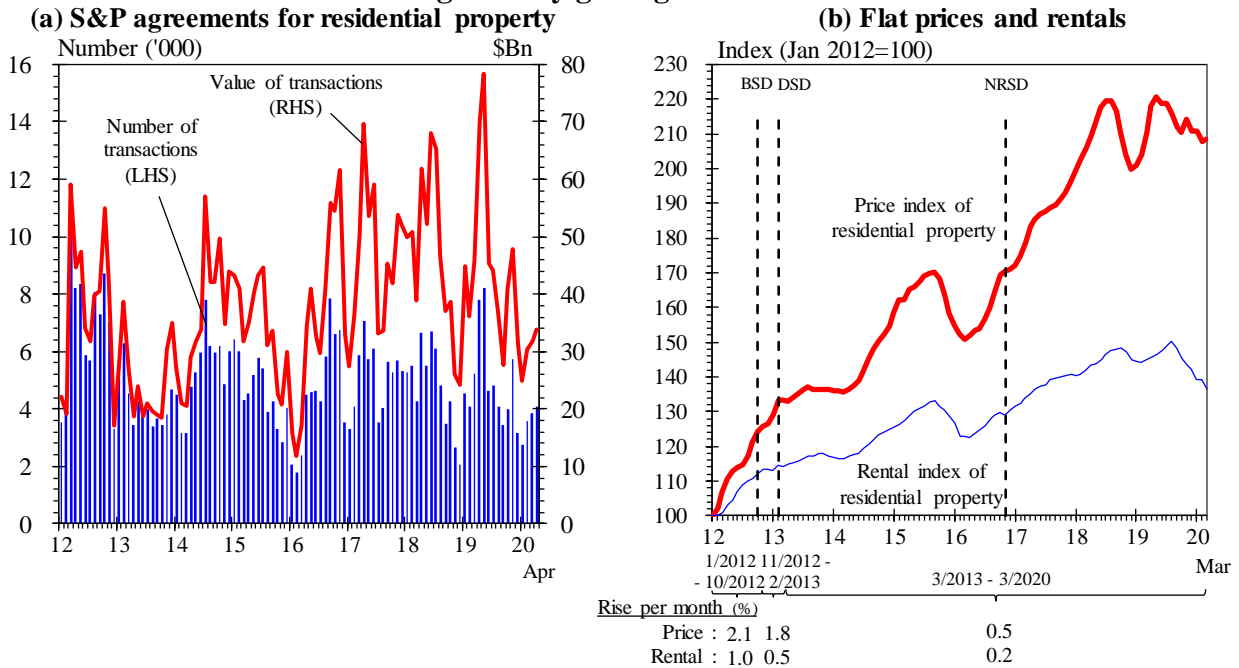 (a) S&P agreements for residential property
Number ('000)
$Bn
16
14
12
10
8
6
4
2
0
80
70
60
50
40
30
20
10
0
Value of transactions
(RHS)
Number of
transactions
(LHS)
12 13 14 15 16 17 18 19 20
Apr
(b) Flat prices and rentals
Index (Jan 2012=100)
230
220
210
200
190
180
170
160
150
140
130
120
110
100
BSD DSD
NRSD
Price index of
residential property
Rental index of
residential property
12 13 14 15 16 17 18 19 20
Mar
1/2012
- 10/2012
11/2012 -
2/2013
3/2013 - 3/2020
Rise per month (%)
Price : 2.1 1.8 0.5
Rental : 1.0 0.5 0.2